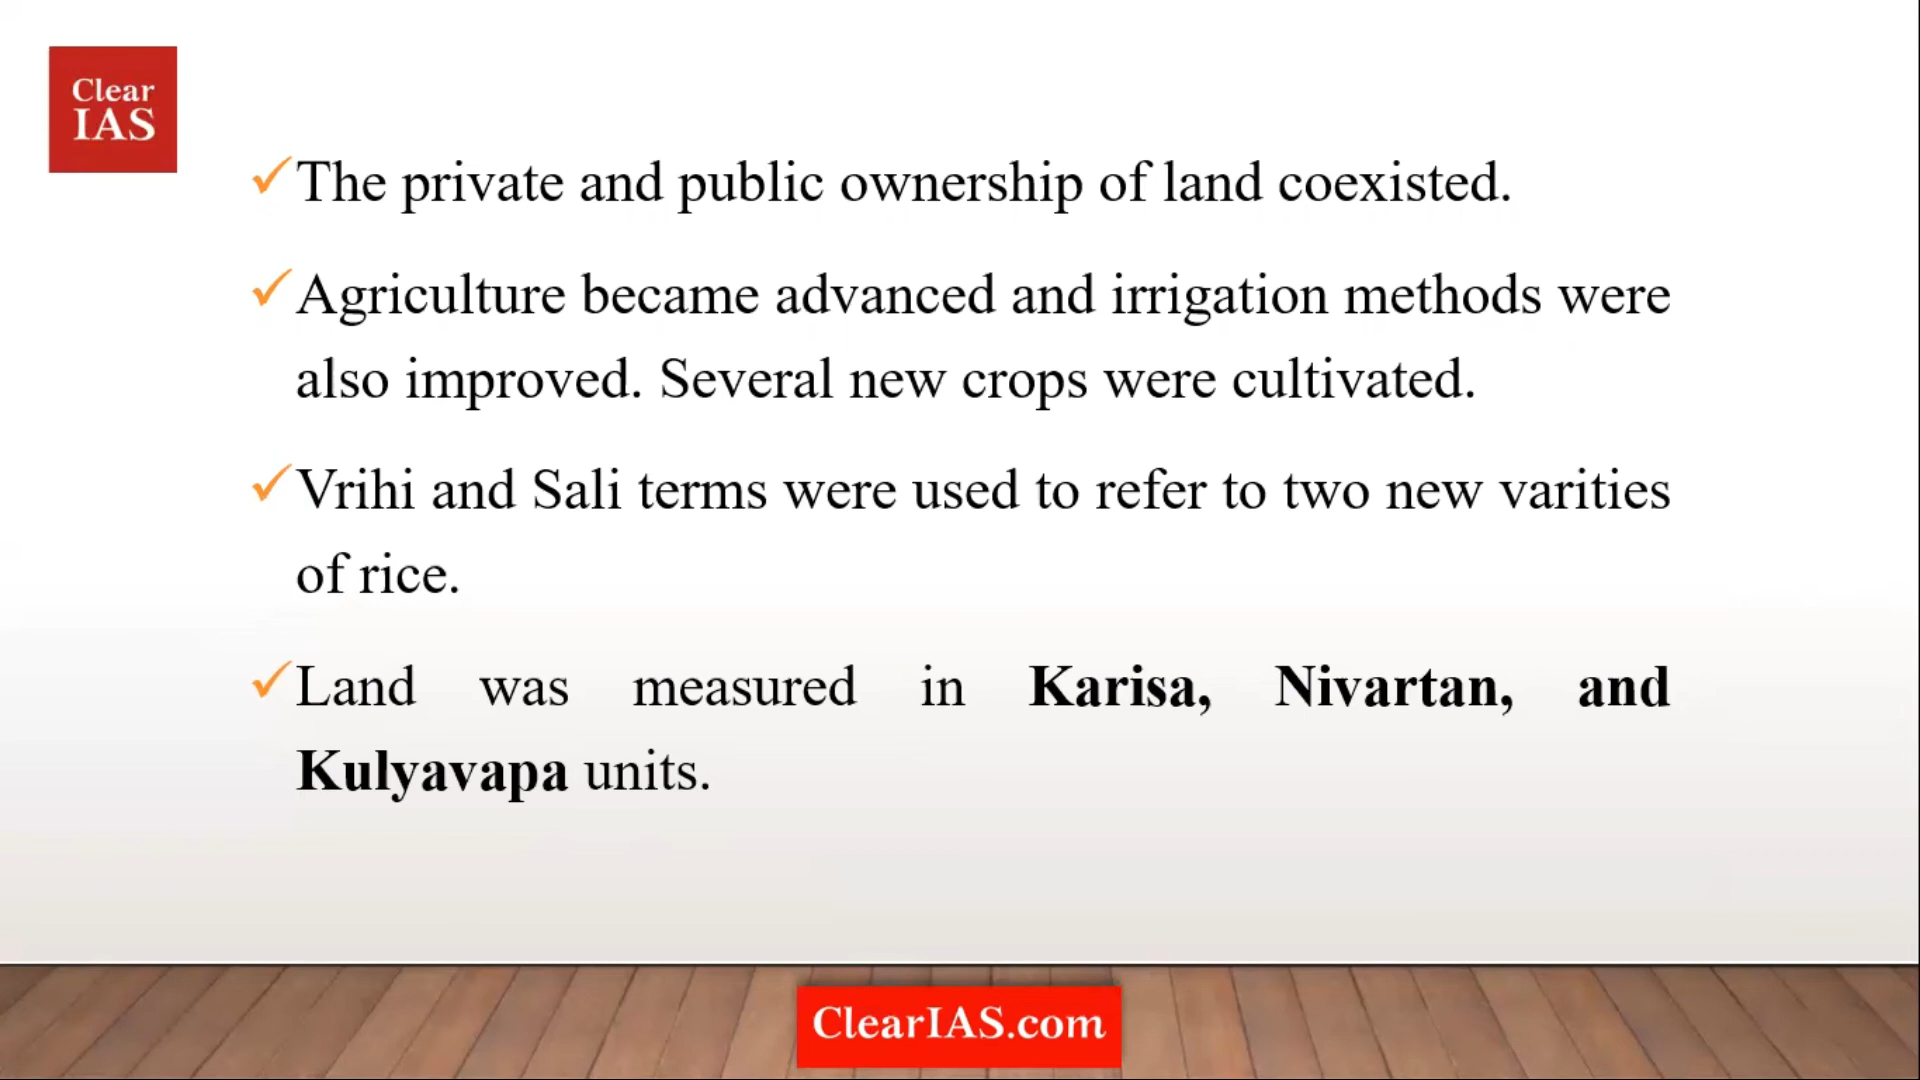 Clear
IAS
✓The private and public ownership of land coexisted.
✓Agriculture became advanced and irrigation methods were
also improved. Several new crops were cultivated.
✓Vrihi and Sali terms were used to refer to two new varities
of rice.
✓Land was measured in Karisa, Nivartan, and
Kulyavapa units.
ClearIAS.com